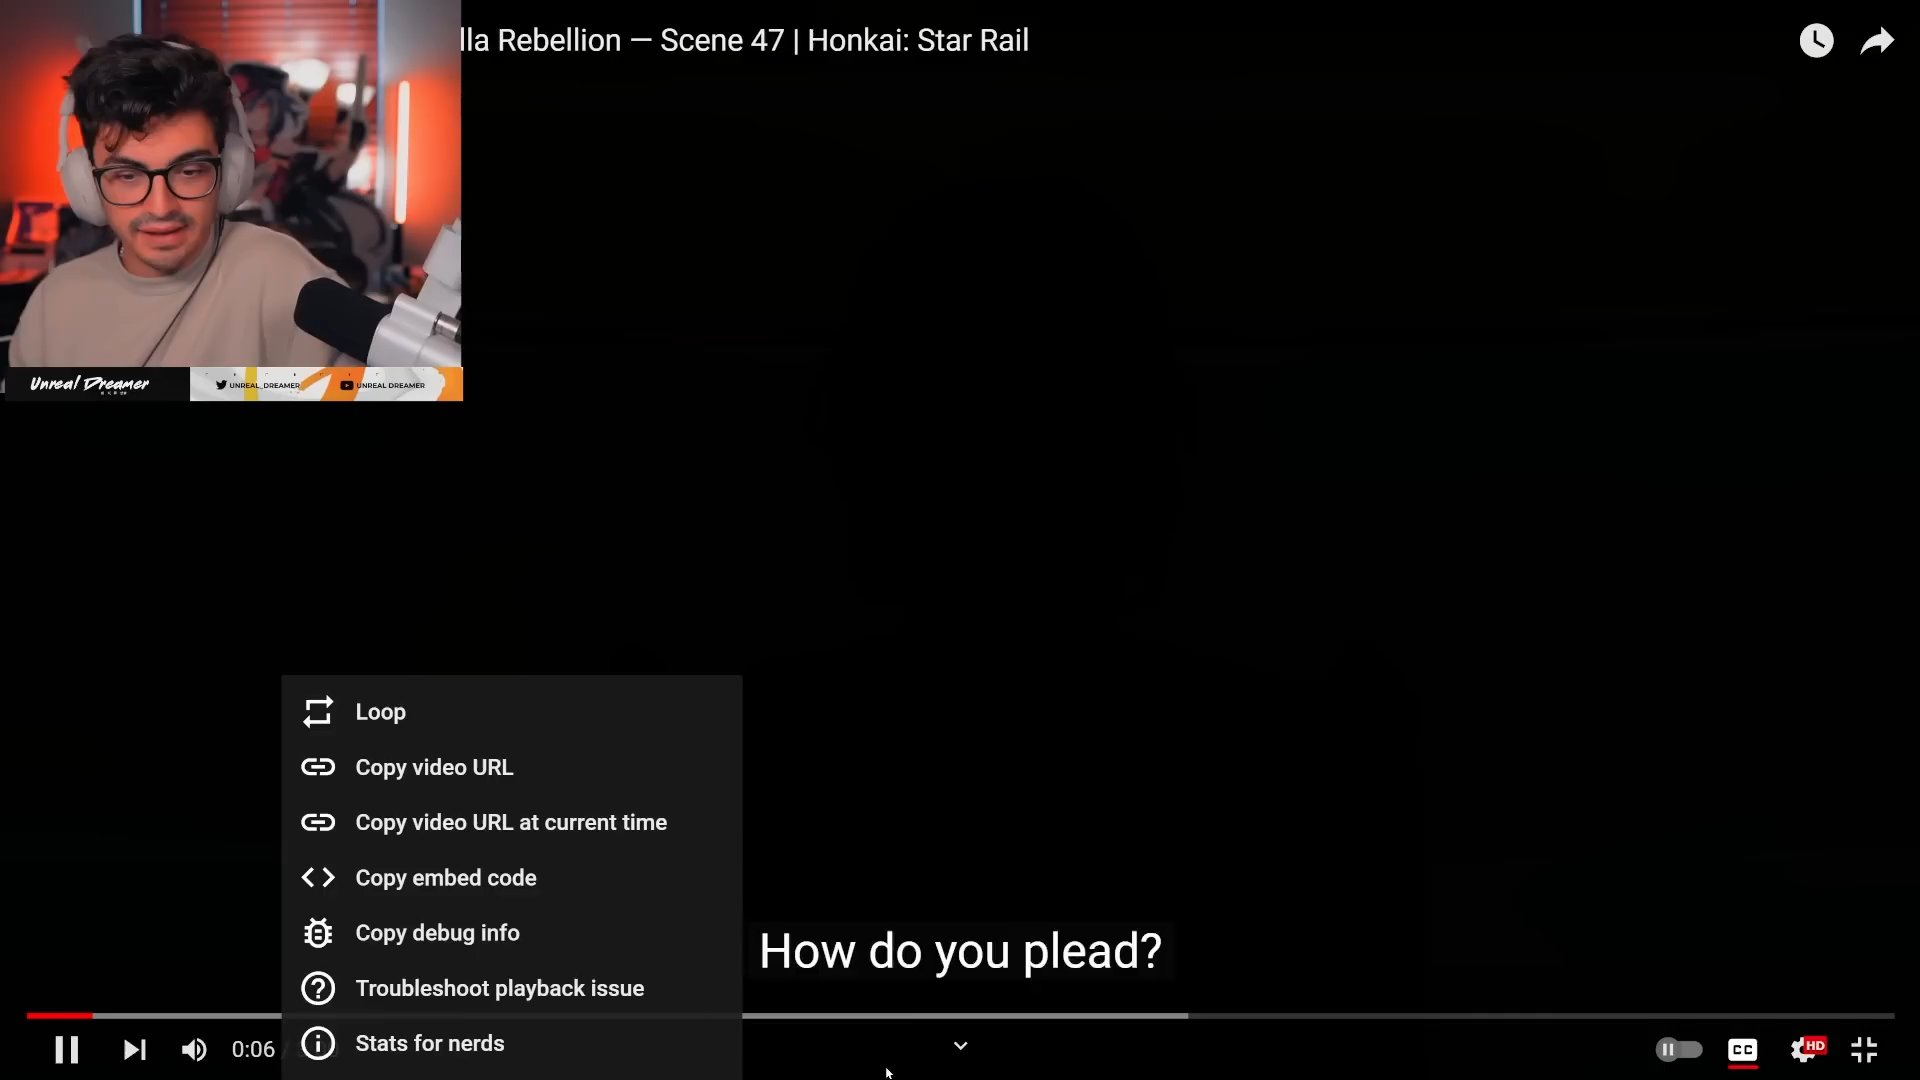 lla Rebellion — Scene 47 | Honkai: Star Rail
Unreal Dreamer
UNREAL_DREAMER
UNREAL DREAMER
Loop
Copy video URL
Copy video URL at current time
Copy embed code
Copy debug info
Troubleshoot playback issue
Stats for nerds
How do you plead?
0:06 /
CC
HD